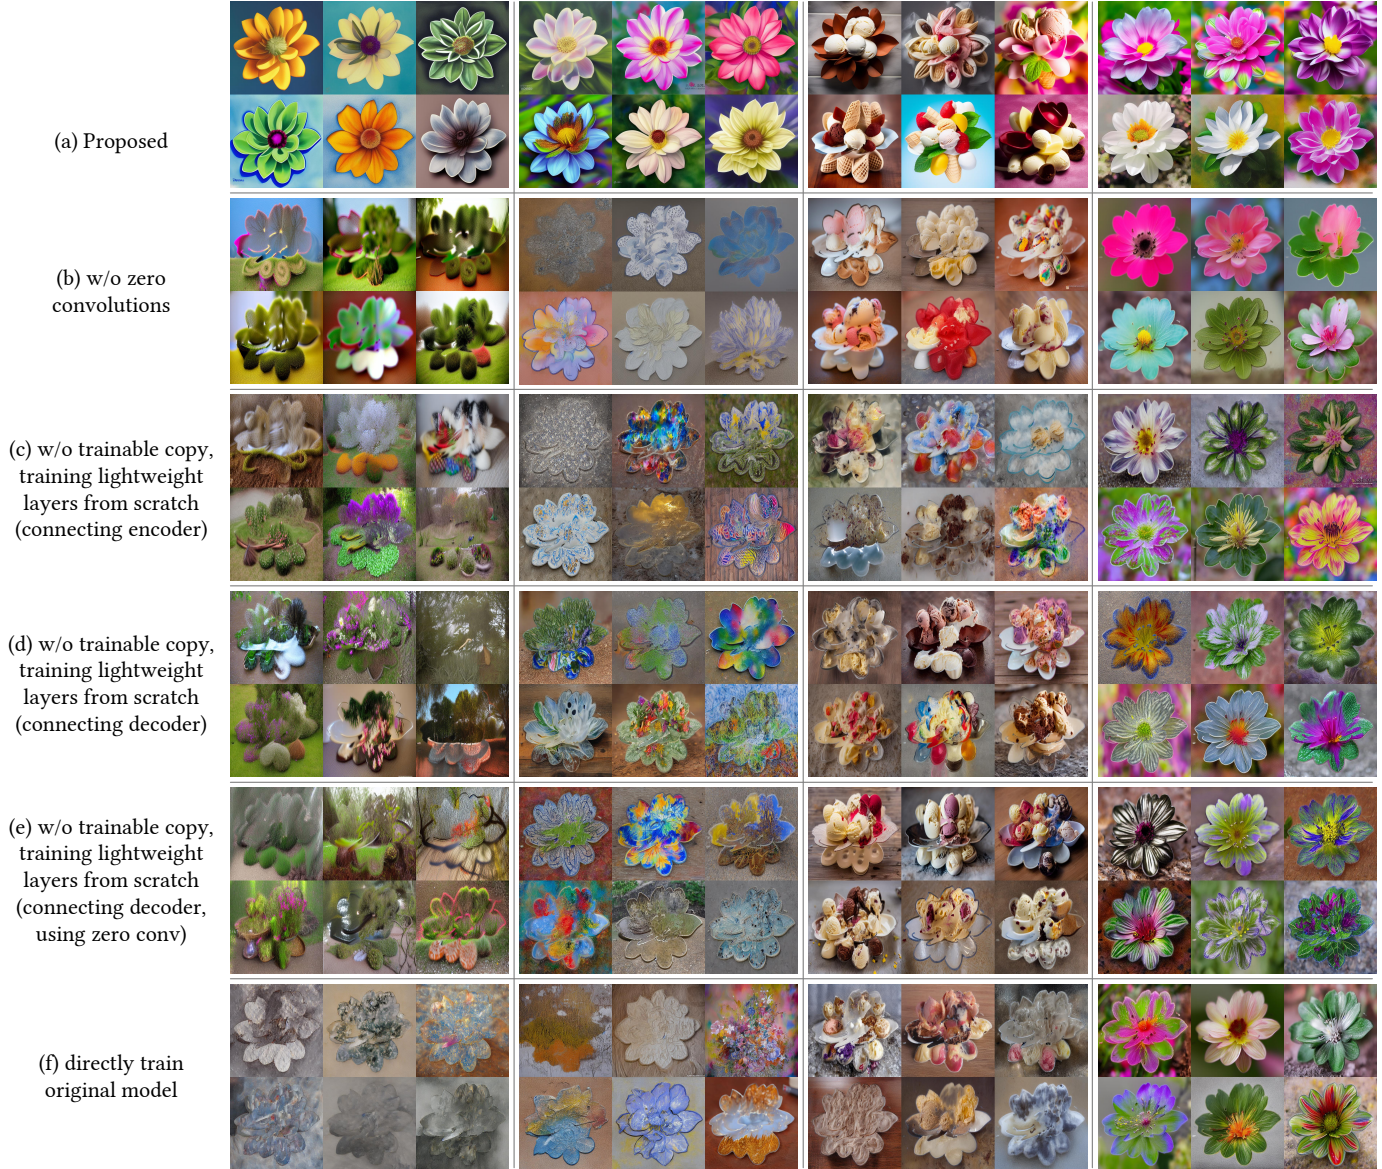 (a) Proposed
(b) w/o zero
convolutions
(c) w/o trainable copy,
training lightweight
layers from scratch
(connecting encoder)
(d) w/o trainable copy,
training lightweight
layers from scratch
(connecting decoder)
(e) w/o trainable copy,
training lightweight
layers from scratch
(connecting decoder,
using zero conv)
(f) directly train
original model